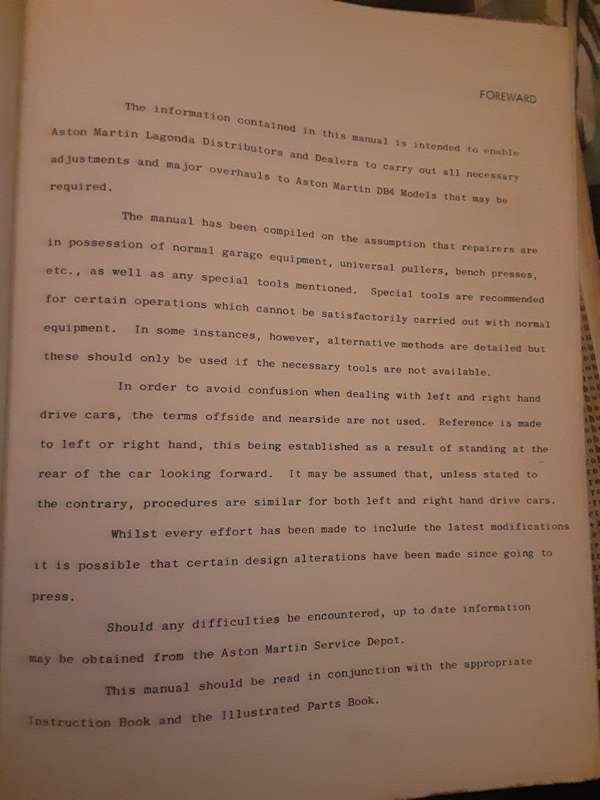 FOREWARD
The information contained in this manual is intended to enable
Aston Martin Lagonda Distributors and Dealers to carry out all necessary
adjustments and major overhauls to Aston Martin DB4 Models that may be
required.
The manual has been compiled on the assumption that repairers are
in possession of normal garage equipment, universal pullers, bench presses,
etc., as well as any special tools mentioned. Special tools are recommended
for certain operations which cannot be satisfactorily carried out with normal
equipment. In some instances, however, alternative methods are detailed but
these should only be used if the necessary tools are not available.
In order to avoid confusion when dealing with left and right hand
drive cars, the terms offside and nearside are not used. Reference is made
to left or right hand, this being established as a result of standing at the
rear of the car looking forward. It may be assumed that, unless stated to
the contrary, procedures are similar for both left and right hand drive cars.
Whilst every effort has been made to include the latest modifications
it is possible that certain design alterations have been made since going to
press.
Should any difficulties be encountered, up to date information
may be obtained from the Aston Martin Service Depot.
This manual should be read in conjunction with the appropriate
Instruction Book and the Illustrated Parts Book.